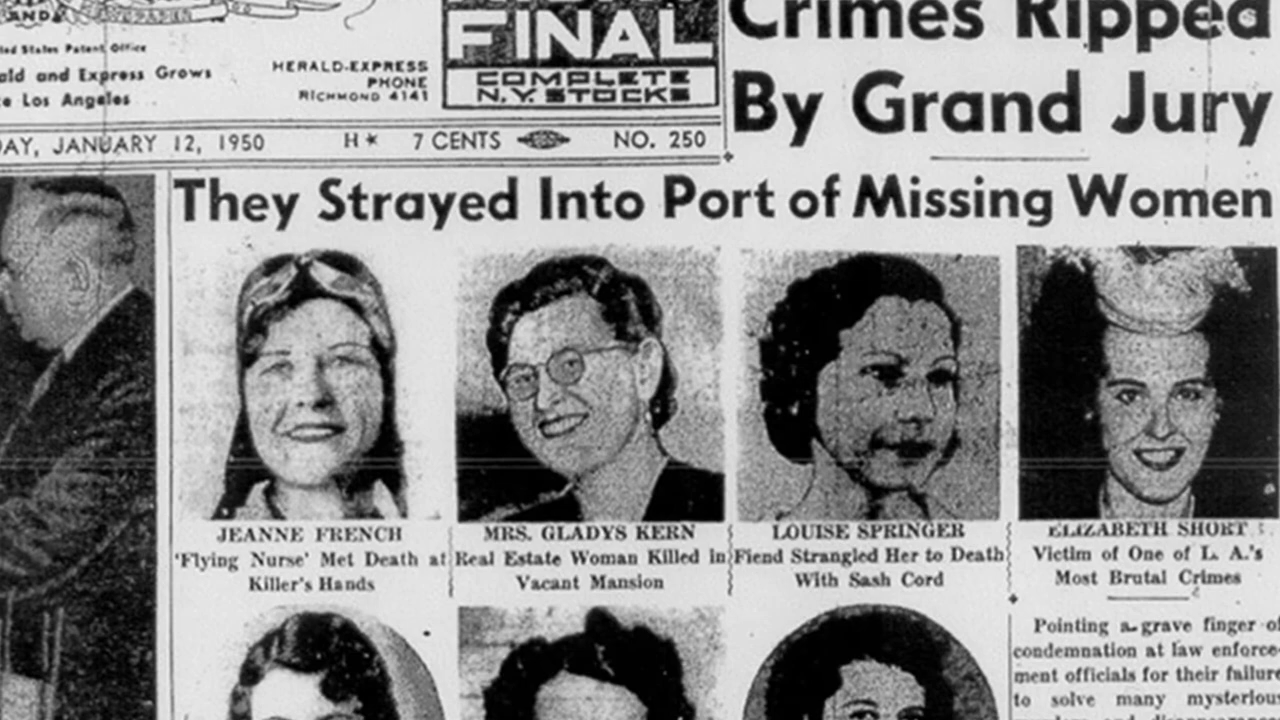 FINAL
COMPLETE
N.Y. STOCKS
Crimes Ripped
By Grand Jury
States Patent Office
and Express Grows
Los Angeles
HERALD-EXPRESS
PHONE
RICHMOND 4141
JANUARY 12, 1950 H★ 7 CENTS NO. 250
They Strayed Into Port of Missing Women
JEANNE FRENCH
'Flying Nurse' Met Death at
Killer's Hands
MRS. GLADYS KERN
Real Estate Woman Killed in
Vacant Mansion
LOUISE SPRINGER
Fiend Strangled Her to Death
With Sash Cord
ELIZABETH SHORT
Victim of One of L. A.'s
Most Brutal Crimes
Pointing a grave finger of
condemnation at law enforce-
ment officials for their failure
to solve many mysterious